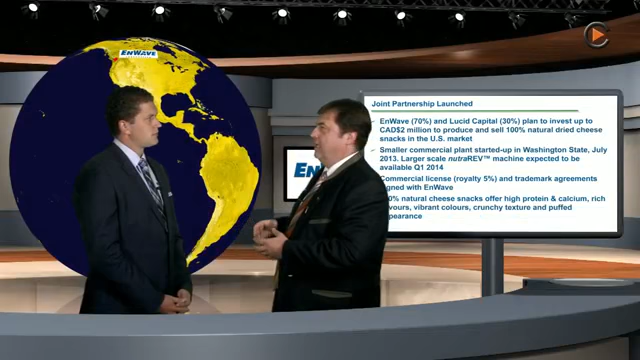 ENWAVE
Joint Partnership Launched
EnWave (70%) and Lucid Capital (30%) plan to invest up to
CAD$2 million to produce and sell 100% natural dried cheese
snacks in the U.S. market
Smaller commercial plant started-up in Washington State, July
2013. Larger scale nutraREV™ machine expected to be
available Q1 2014
Commercial license (royalty 5%) and trademark agreements
signed with EnWave
natural cheese snacks offer high protein & calcium, rich
vibrant colours, crunchy texture and puffed